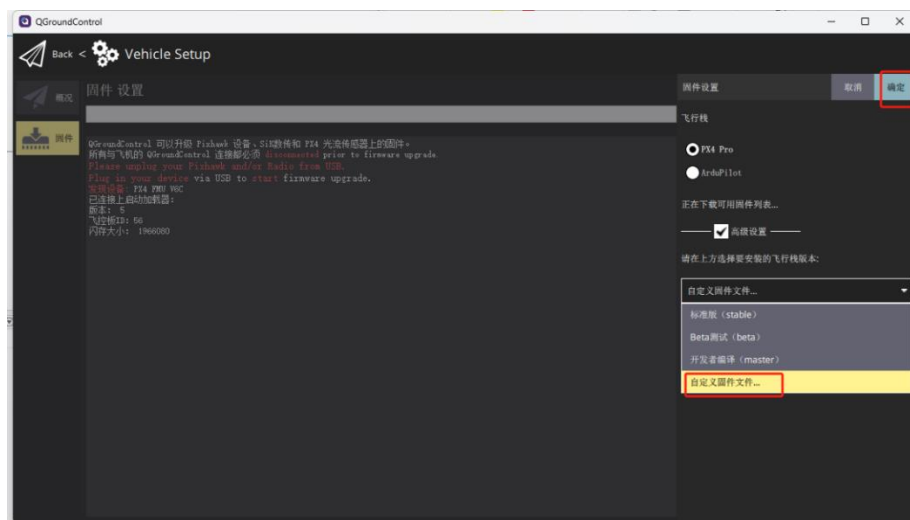 QGroundControl
Back < Vehicle Setup
概况
固件
固件 设置
QGroundControl 可以升级 Pixhawk 设备、SiK数传和 PX4 光流传感器上的固件。
所有与飞机的 QGroundControl 连接都必须 disconnected prior to firmware upgrade.
Please unplug your Pixhawk and/or Radio from USB.
Plug in your device via USB to start firmware upgrade.
发现设备: PX4 FMU V6C
已连接上启动加载器:
版本: 5
飞控板ID: 56
闪存大小: 1966080
固件设置
取消
确定
飞行栈
PX4 Pro
ArduPilot
正在下载可用固件列表...
高级设置
请在上方选择要安装的飞行栈版本:
自定义固件文件...
标准版（stable）
Beta测试（beta）
开发者编译（master）
自定义固件文件...